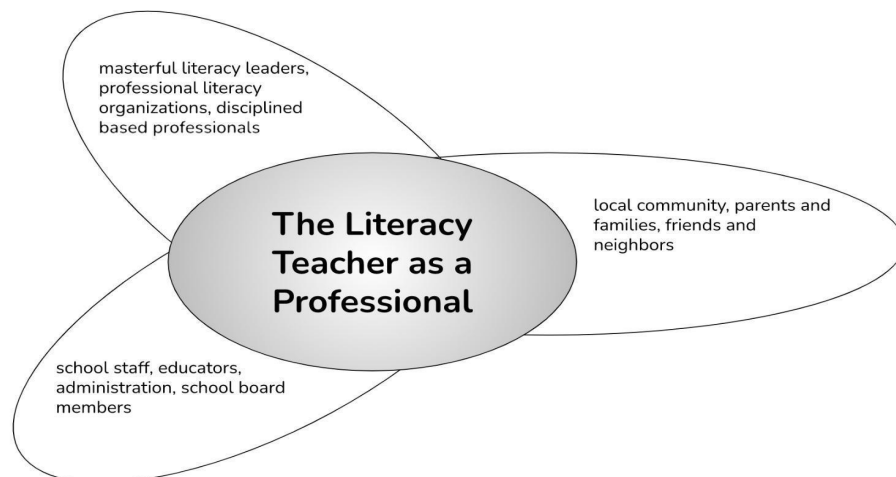 masterful literacy leaders,
professional literacy
organizations, disciplined
based professionals
The Literacy
Teacher as a
Professional
local community, parents and
families, friends and
neighbors
school staff, educators,
administration, school board
members